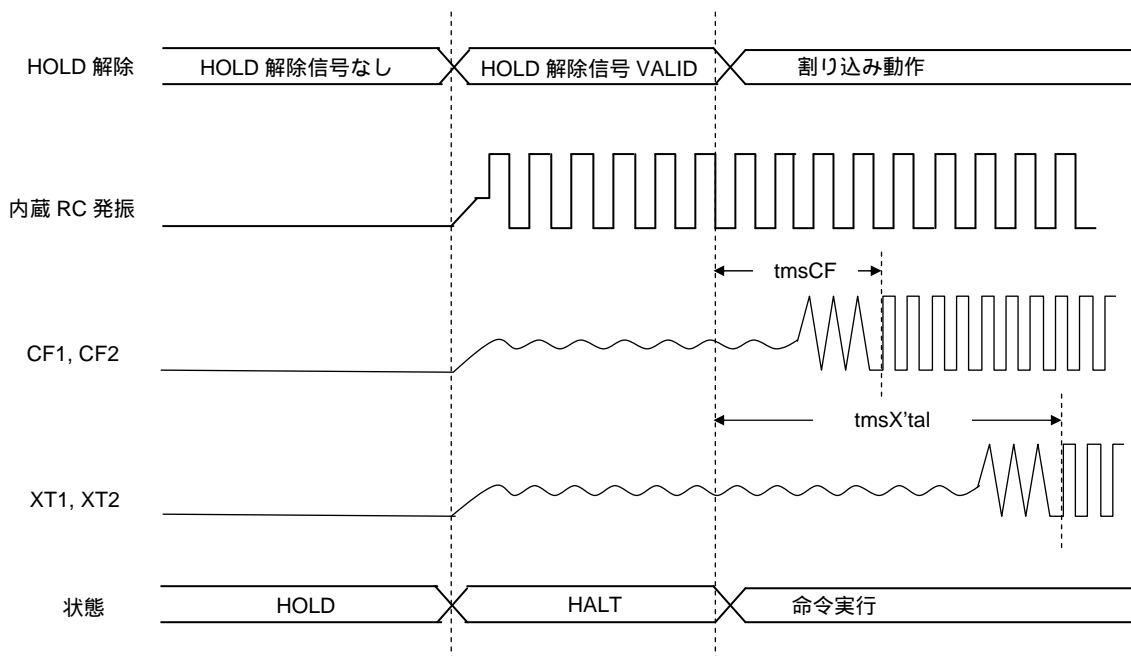 HOLD 解除
HOLD 解除信号なし
HOLD 解除信号 VALID
割り込み動作
内蔵 RC 発振
tmsCF
CF1, CF2
tmsX'tal
XT1, XT2
状態
HOLD
HALT
命令実行